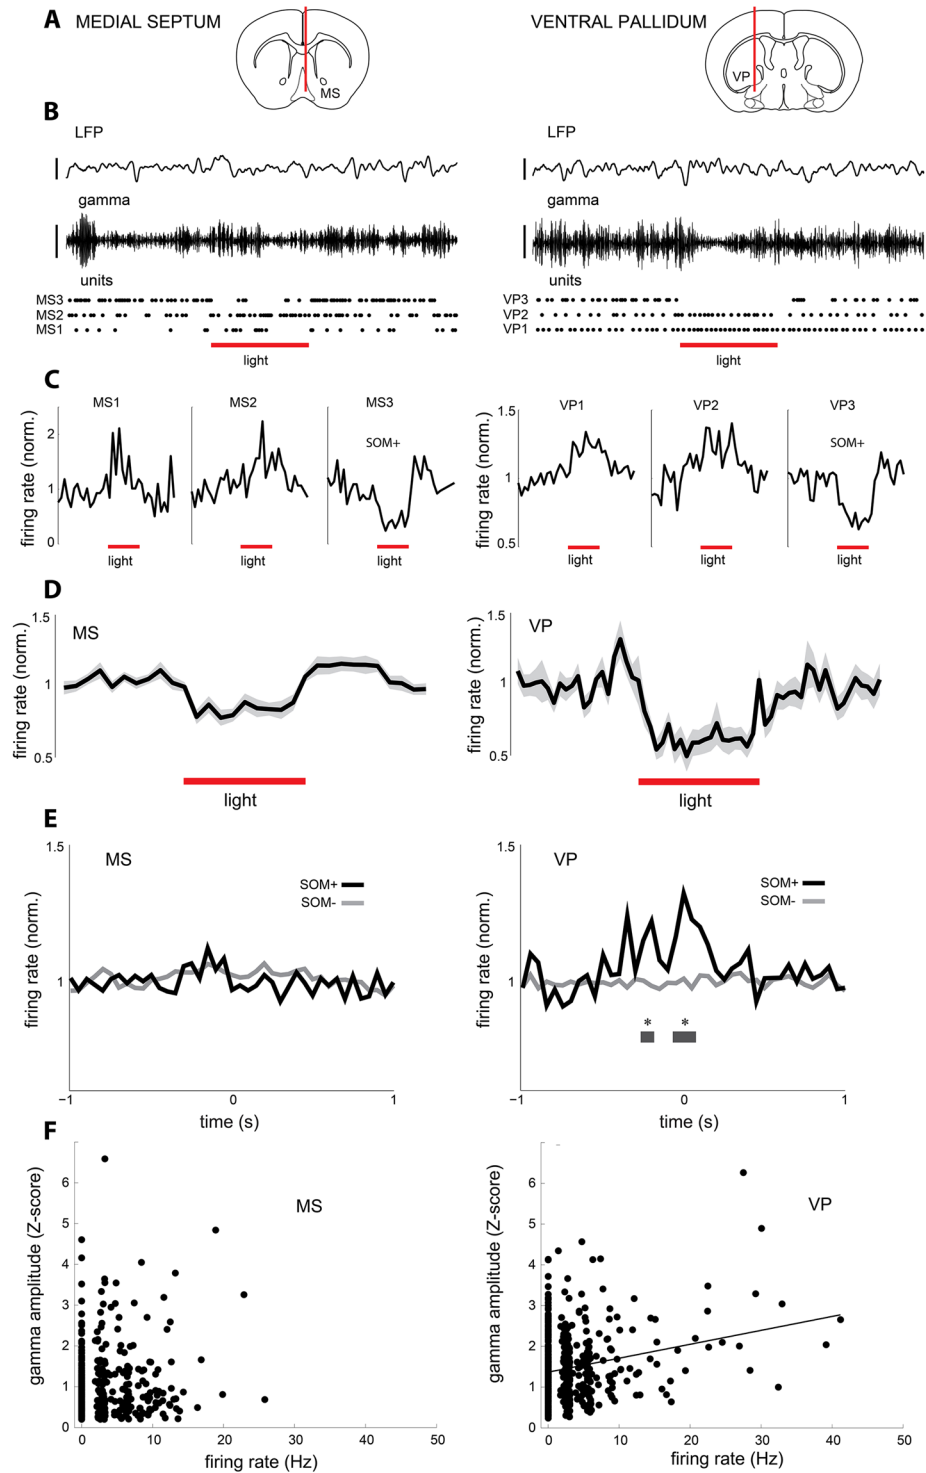 A MEDIAL SEPTUM VENTRAL PALLIDUM
MS VP
B
LFP LFP
gamma gamma
units units
MS3 VP3
MS2 VP2
MS1 VP1
light light
C
MS1 MS2 MS3 VP1 VP2 VP3
SOM+ SOM+
firing rate (norm.) firing rate (norm.)
2 1.5
1 1.0
0 0.5
light light light light light light
D
MS VP
firing rate (norm.) firing rate (norm.)
1.5 1.5
1 1
0.5 0.5
light light
E
MS VP
1.5 1.5
SOM+ SOM+
SOM- SOM-
firing rate (norm.) firing rate (norm.)
1 1
* *
−1 0 1 −1 0 1
time (s) time (s)
F
MS VP
gamma amplitude (Z-score) gamma amplitude (Z-score)
6 6
5 5
4 4
3 3
2 2
1 1
0 0
0 10 20 30 40 50 0 10 20 30 40 50
firing rate (Hz) firing rate (Hz)